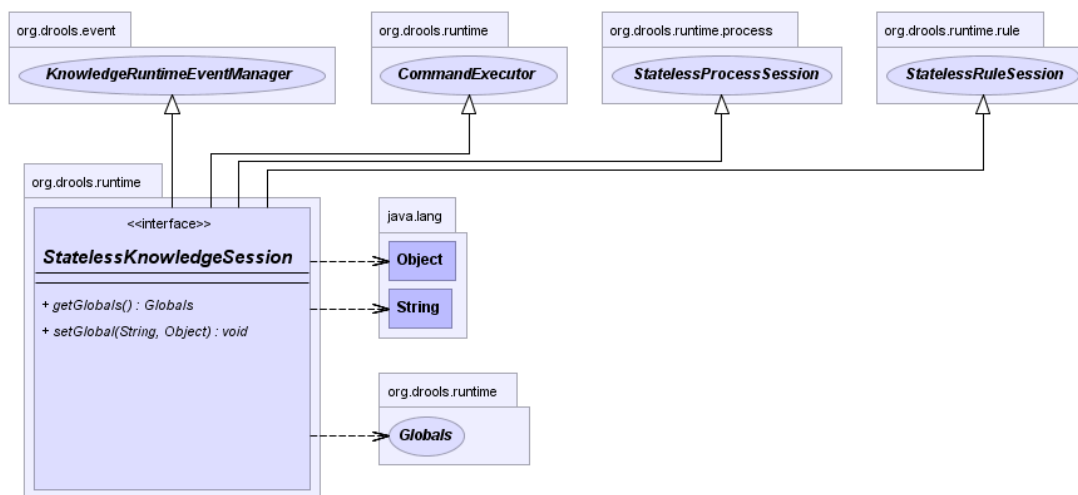 org.drools.event
KnowledgeRuntimeEventManager
org.drools.runtime
CommandExecutor
org.drools.runtime.process
StatelessProcessSession
org.drools.runtime.rule
StatelessRuleSession
org.drools.runtime
<<interface>>
StatelessKnowledgeSession
+ getGlobals() : Globals
+ setGlobal(String, Object) : void
java.lang
Object
String
org.drools.runtime
Globals